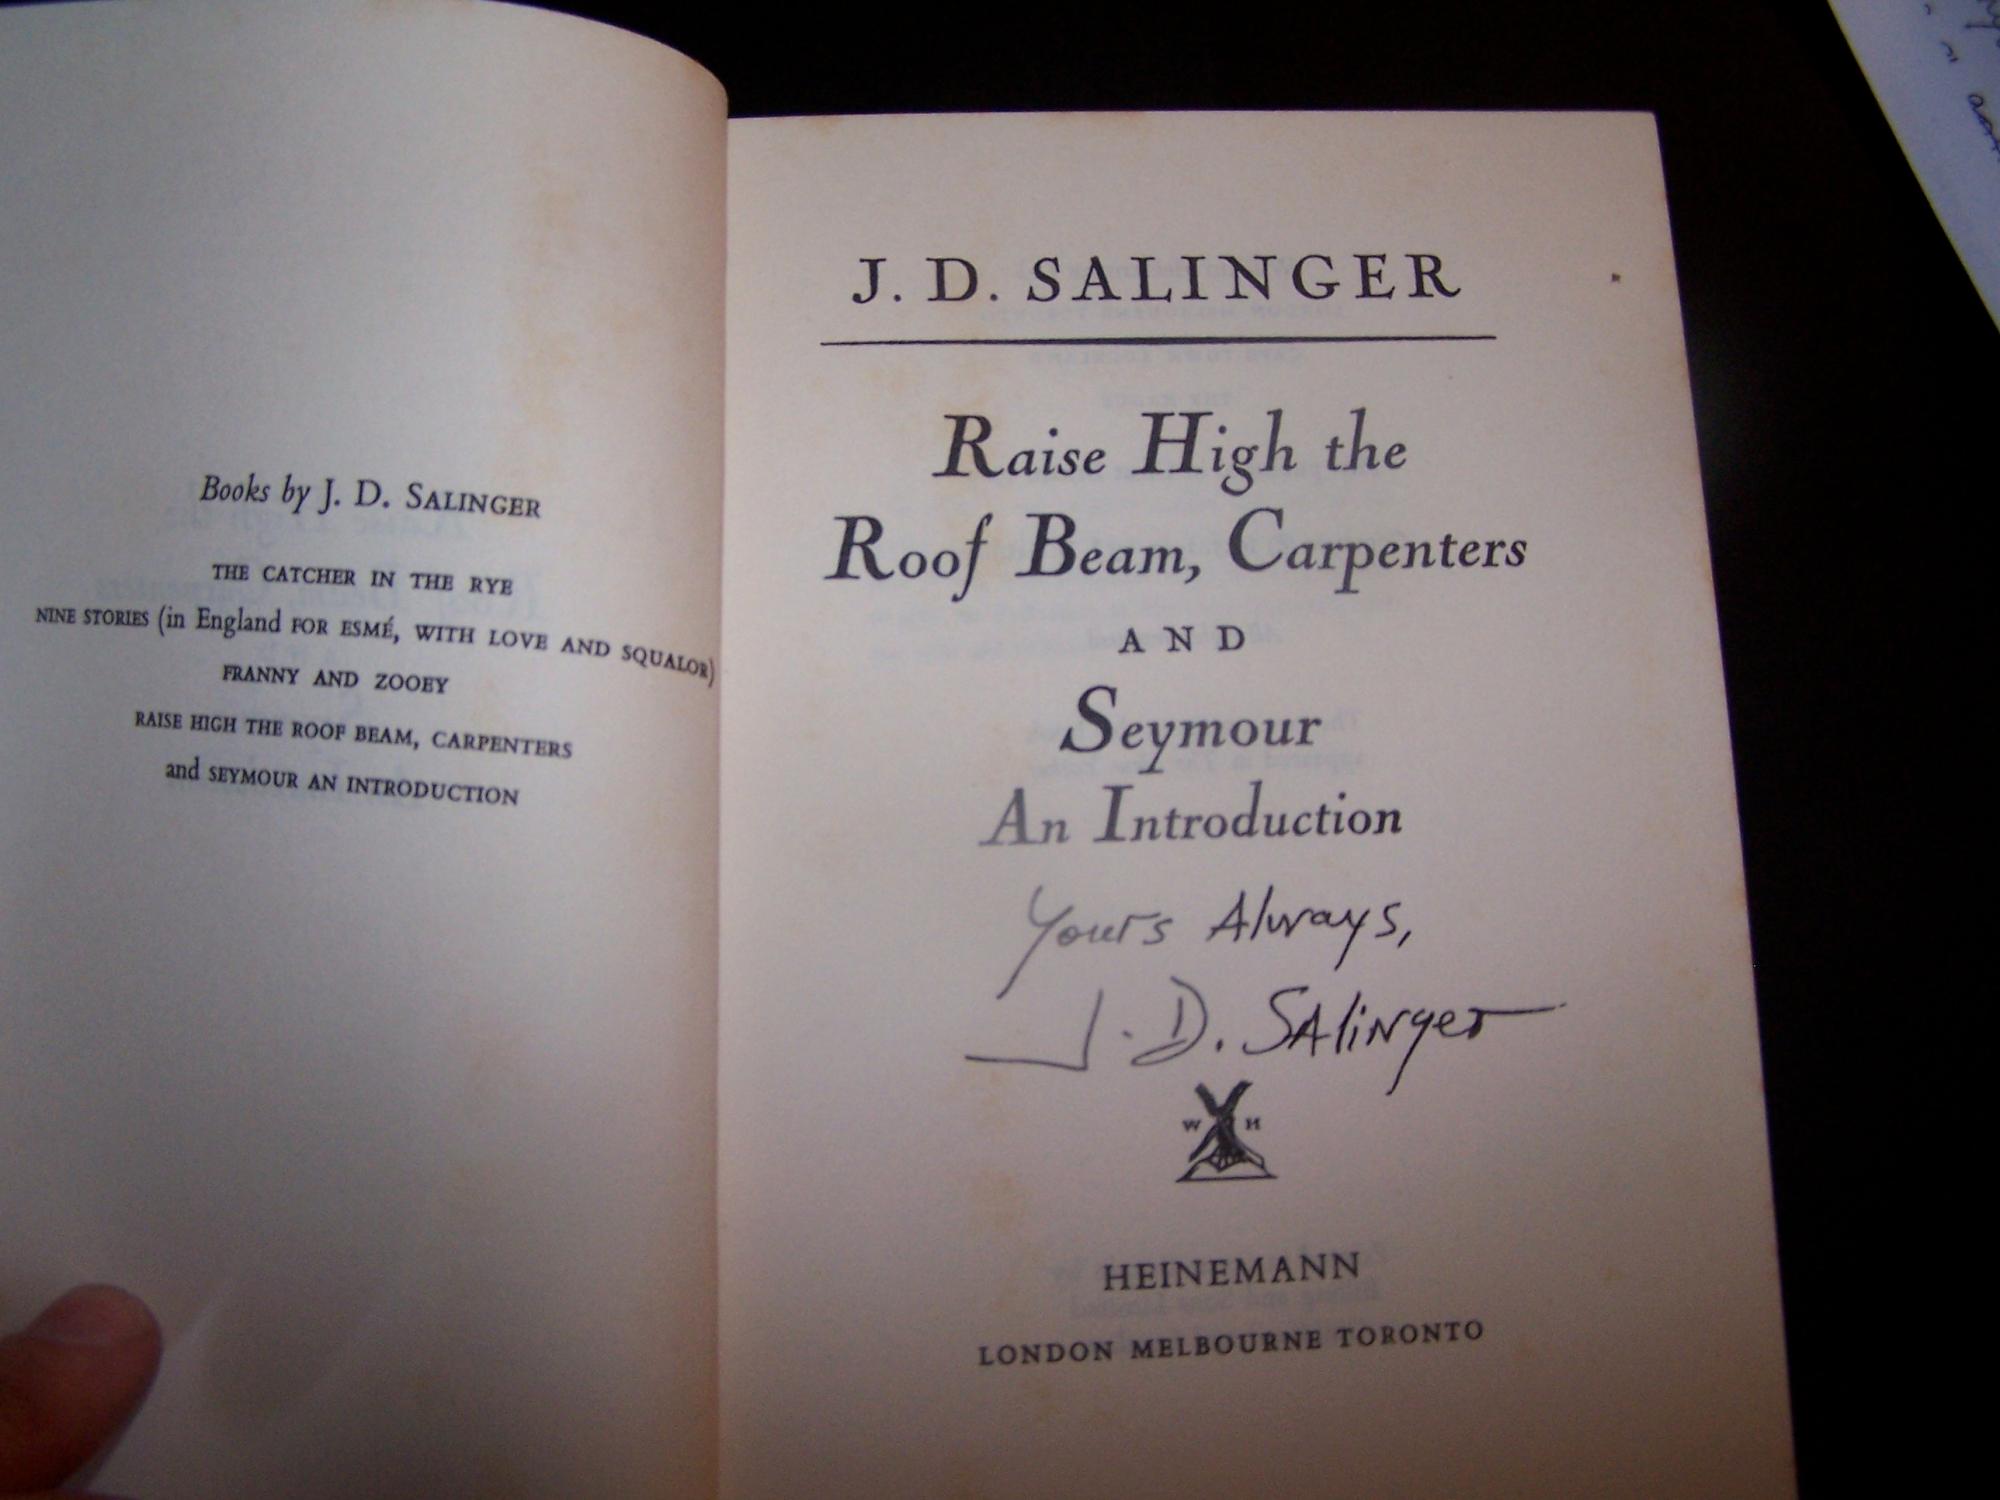 Books by J. D. SALINGER
THE CATCHER IN THE RYE
NINE STORIES (in England FOR ESMÉ, WITH LOVE AND SQUALOR)
FRANNY AND ZOOEY
RAISE HIGH THE ROOF BEAM, CARPENTERS
and SEYMOUR AN INTRODUCTION
J. D. SALINGER
Raise High the
Roof Beam, Carpenters
AND
Seymour
An Introduction
Yours Always,
J. D. SAlinger
W H
HEINEMANN
LONDON MELBOURNE TORONTO